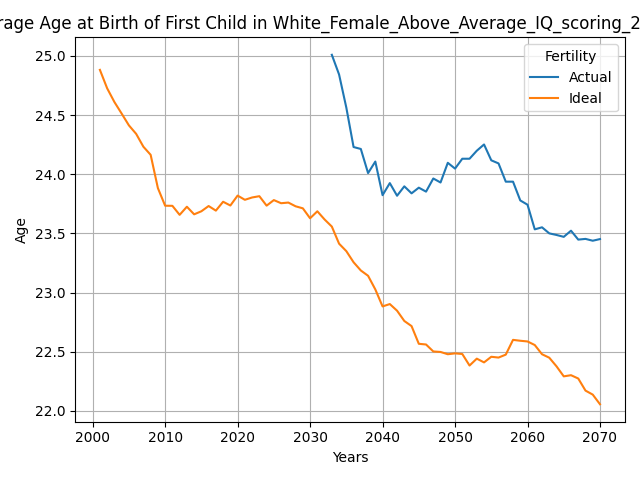 Average Age at Birth of First Child in White_Female_Above_Average_IQ_scoring_2
Fertility
Actual
Ideal
25.0
24.5
24.0
23.5
23.0
22.5
22.0
Age
2000 2010 2020 2030 2040 2050 2060 2070
Years